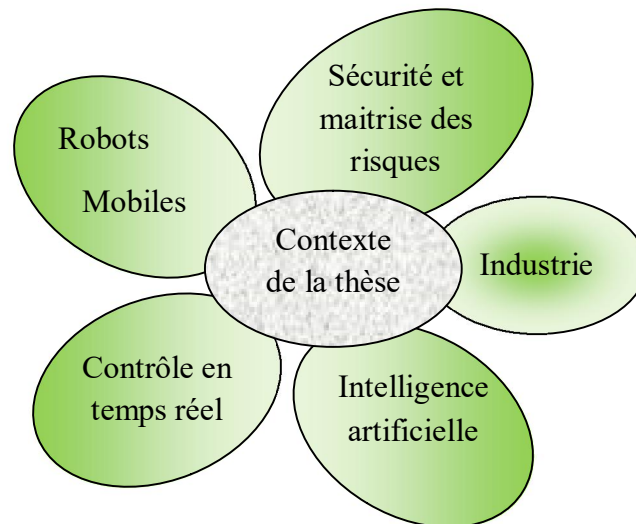 Sécurité et
maitrise des
risques
Robots
Mobiles
Contexte
de la thèse
Industrie
Contrôle en
temps réel
Intelligence
artificielle